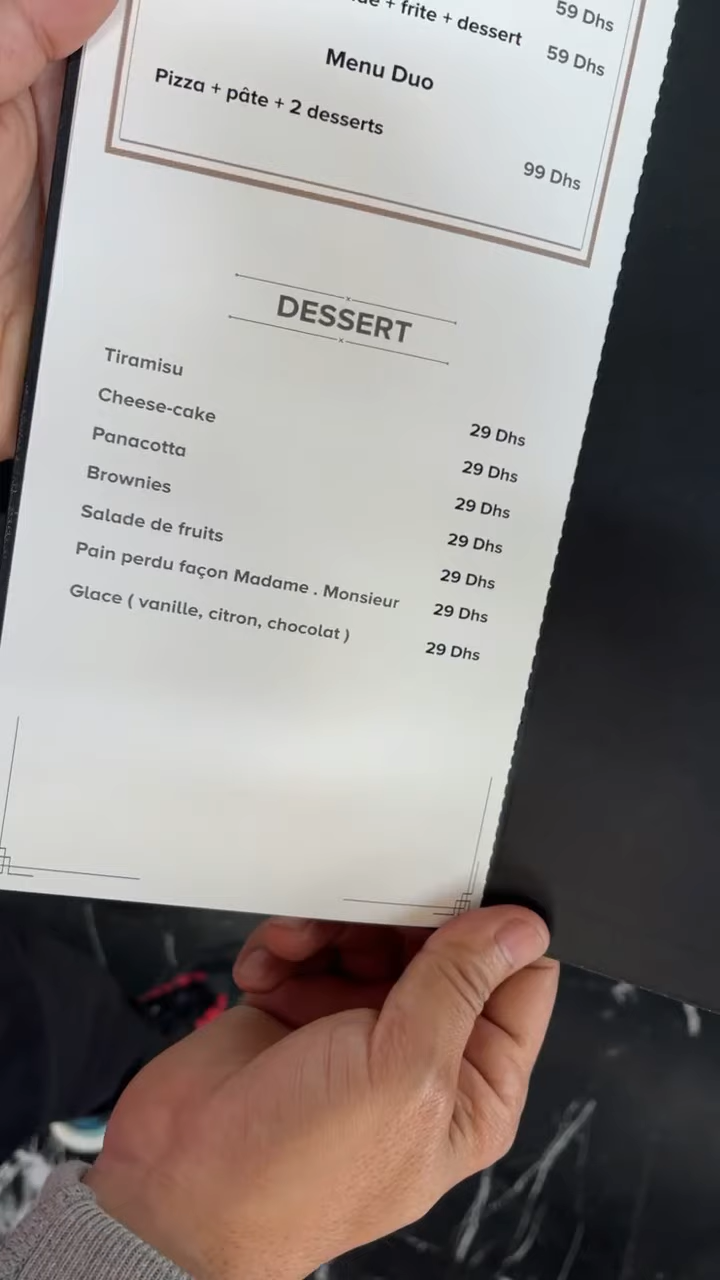 + frite + dessert 59 Dhs
59 Dhs
Menu Duo
Pizza + pâte + 2 desserts
99 Dhs
DESSERT
Tiramisu 29 Dhs
Cheese-cake 29 Dhs
Panacotta 29 Dhs
Brownies 29 Dhs
Salade de fruits 29 Dhs
Pain perdu façon Madame . Monsieur 29 Dhs
Glace ( vanille, citron, chocolat ) 29 Dhs